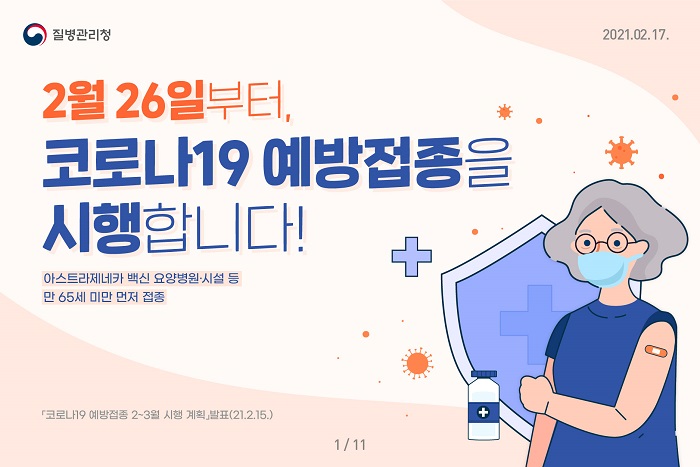 질병관리청
2021.02.17.
2월 26일부터,
코로나19 예방접종을
시행합니다!
아스트라제네카 백신 요양병원·시설 등
만 65세 미만 먼저 접종
「코로나19 예방접종 2~3월 시행 계획」발표(21.2.15.)
1 / 11